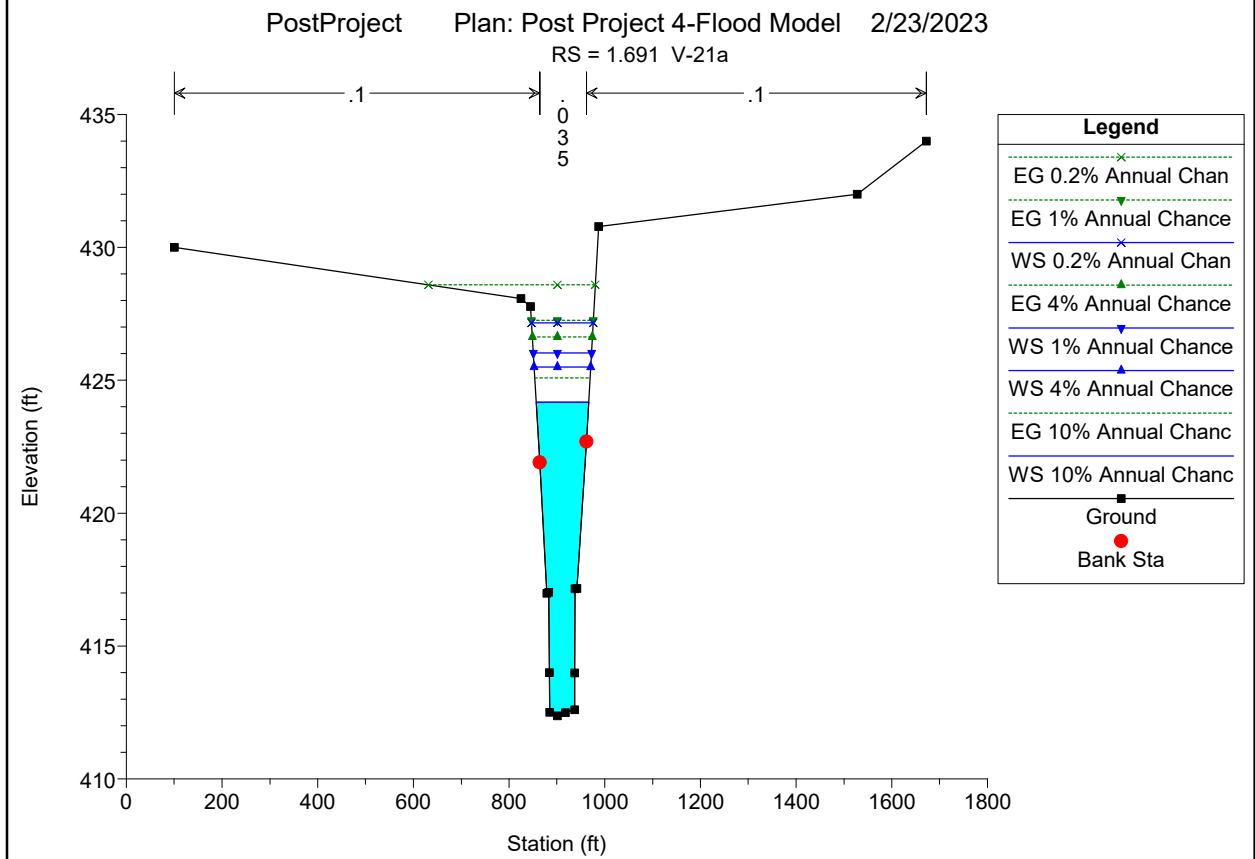 PostProject Plan: Post Project 4-Flood Model 2/23/2023
RS = 1.691 V-21a
.1
.035
.1
435
430
425
420
415
410
Elevation (ft)
0 200 400 600 800 1000 1200 1400 1600 1800
Station (ft)
Legend
EG 0.2% Annual Chan
EG 1% Annual Chance
WS 0.2% Annual Chan
EG 4% Annual Chance
WS 1% Annual Chance
WS 4% Annual Chance
EG 10% Annual Chanc
WS 10% Annual Chanc
Ground
Bank Sta